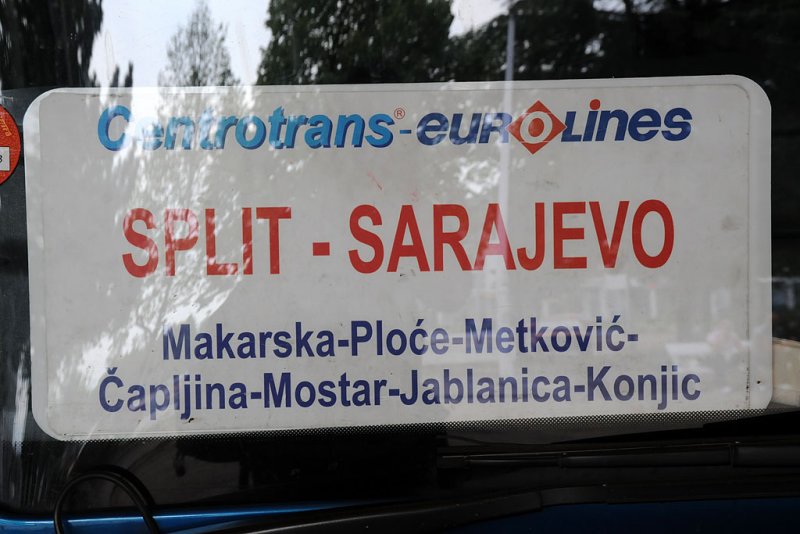 Centrotrans®-eurolines
SPLIT - SARAJEVO
Makarska-Ploče-Metković-
Čapljina-Mostar-Jablanica-Konjic